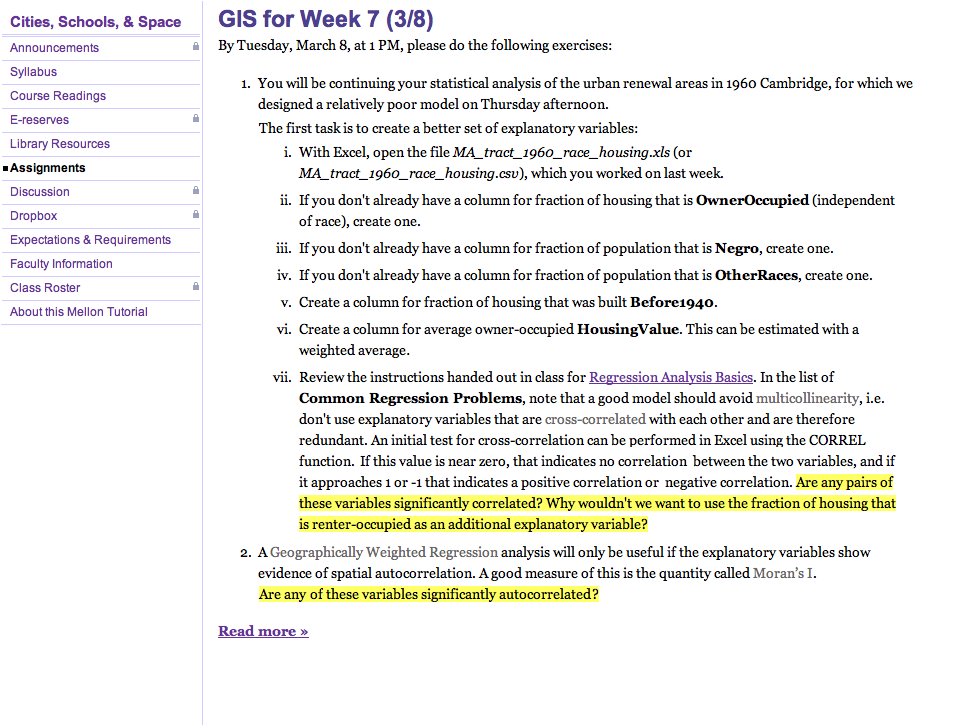 Cities, Schools, & Space
Announcements
Syllabus
Course Readings
E-reserves
Library Resources
Assignments
Discussion
Dropbox
Expectations & Requirements
Faculty Information
Class Roster
About this Mellon Tutorial
GIS for Week 7 (3/8)
By Tuesday, March 8, at 1 PM, please do the following exercises:
1. You will be continuing your statistical analysis of the urban renewal areas in 1960 Cambridge, for which we
designed a relatively poor model on Thursday afternoon.
The first task is to create a better set of explanatory variables:
i. With Excel, open the file MA_tract_1960_race_housing.xls (or
MA_tract_1960_race_housing.csv), which you worked on last week.
ii. If you don't already have a column for fraction of housing that is OwnerOccupied (independent
of race), create one.
iii. If you don't already have a column for fraction of population that is Negro, create one.
iv. If you don't already have a column for fraction of population that is OtherRaces, create one.
v. Create a column for fraction of housing that was built Before1940.
vi. Create a column for average owner-occupied HousingValue. This can be estimated with a
weighted average.
vii. Review the instructions handed out in class for Regression Analysis Basics. In the list of
Common Regression Problems, note that a good model should avoid multicollinearity, i.e.
don't use explanatory variables that are cross-correlated with each other and are therefore
redundant. An initial test for cross-correlation can be performed in Excel using the CORREL
function. If this value is near zero, that indicates no correlation between the two variables, and if
it approaches 1 or -1 that indicates a positive correlation or negative correlation. Are any pairs of
these variables significantly correlated? Why wouldn't we want to use the fraction of housing that
is renter-occupied as an additional explanatory variable?
2. A Geographically Weighted Regression analysis will only be useful if the explanatory variables show
evidence of spatial autocorrelation. A good measure of this is the quantity called Moran's I.
Are any of these variables significantly autocorrelated?
Read more »